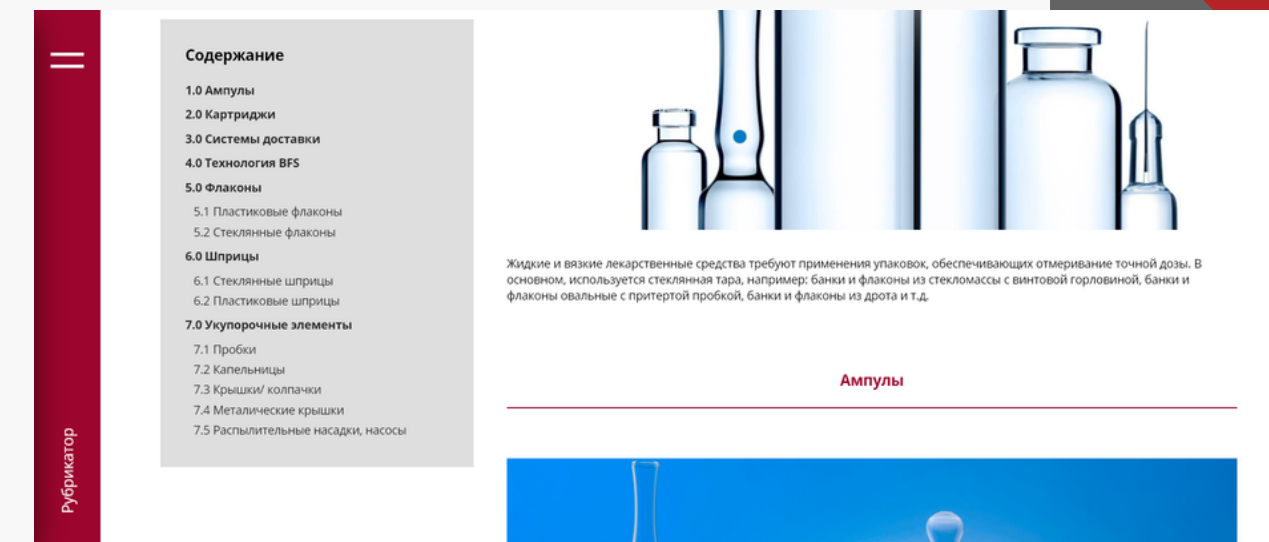 Содержание
1.0 Ампулы
2.0 Картриджи
3.0 Системы доставки
4.0 Технология BFS
5.0 Флаконы
5.1 Пластиковые флаконы
5.2 Стеклянные флаконы
6.0 Шприцы
6.1 Стеклянные шприцы
6.2 Пластиковые шприцы
7.0 Укупорочные элементы
7.1 Пробки
7.2 Капельницы
7.3 Крышки/ колпачки
7.4 Металические крышки
7.5 Распылительные насадки, насосы
Рубрикатор
Жидкие и вязкие лекарственные средства требуют применения упаковок, обеспечивающих отмеривание точной дозы. В
основном, используется стеклянная тара, например: банки и флаконы из стекломассы с винтовой горловиной, банки и
флаконы овальные с притертой пробкой, банки и флаконы из дрота и т.д.
Ампулы